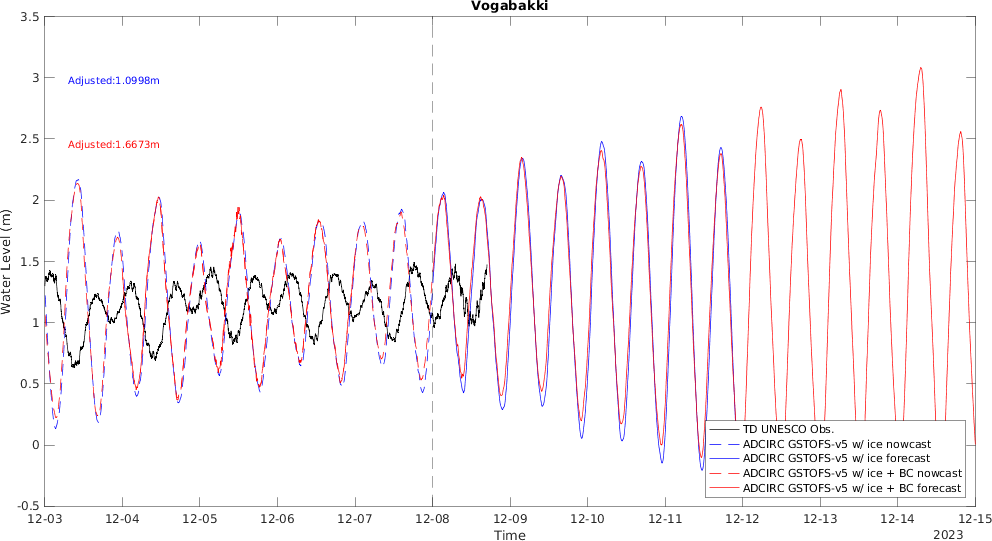 Vogabakki
3.5
3
2.5
2
1.5
1
0.5
0
-0.5
Water Level (m)
Adjusted:1.0998m
Adjusted:1.6673m
TD UNESCO Obs.
ADCIRC GSTOFS-v5 w/ ice nowcast
ADCIRC GSTOFS-v5 w/ ice forecast
ADCIRC GSTOFS-v5 w/ ice + BC nowcast
ADCIRC GSTOFS-v5 w/ ice + BC forecast
12-03 12-04 12-05 12-06 12-07 12-08 12-09 12-10 12-11 12-12 12-13 12-14 12-15
Time
2023